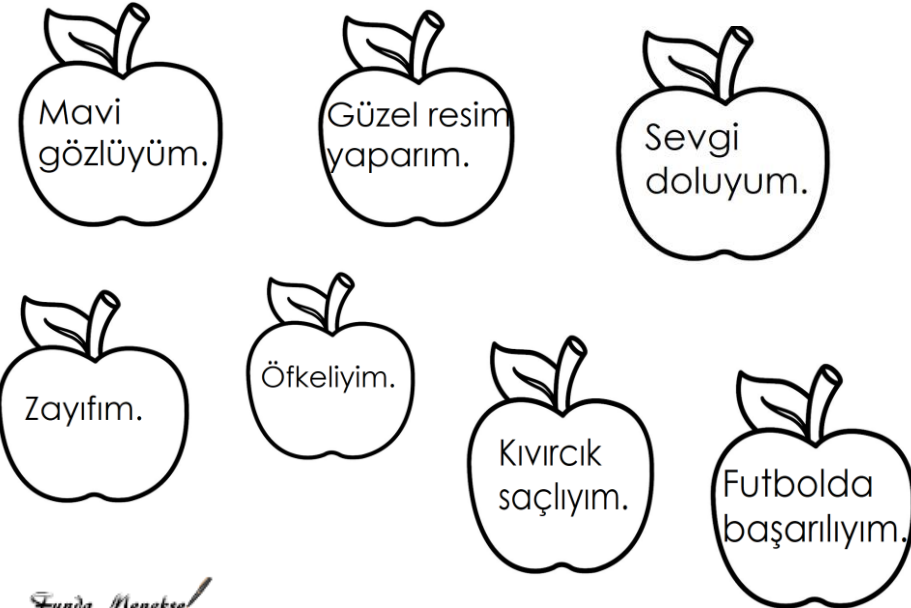 Mavi
gözlüyüm.
Güzel resim
yaparım.
Sevgi
doluyum.
Zayıfım.
Öfkeliyim.
Kıvırcık
saçlıyım.
Futbolda
başarılıyım.
Funda Menekşe